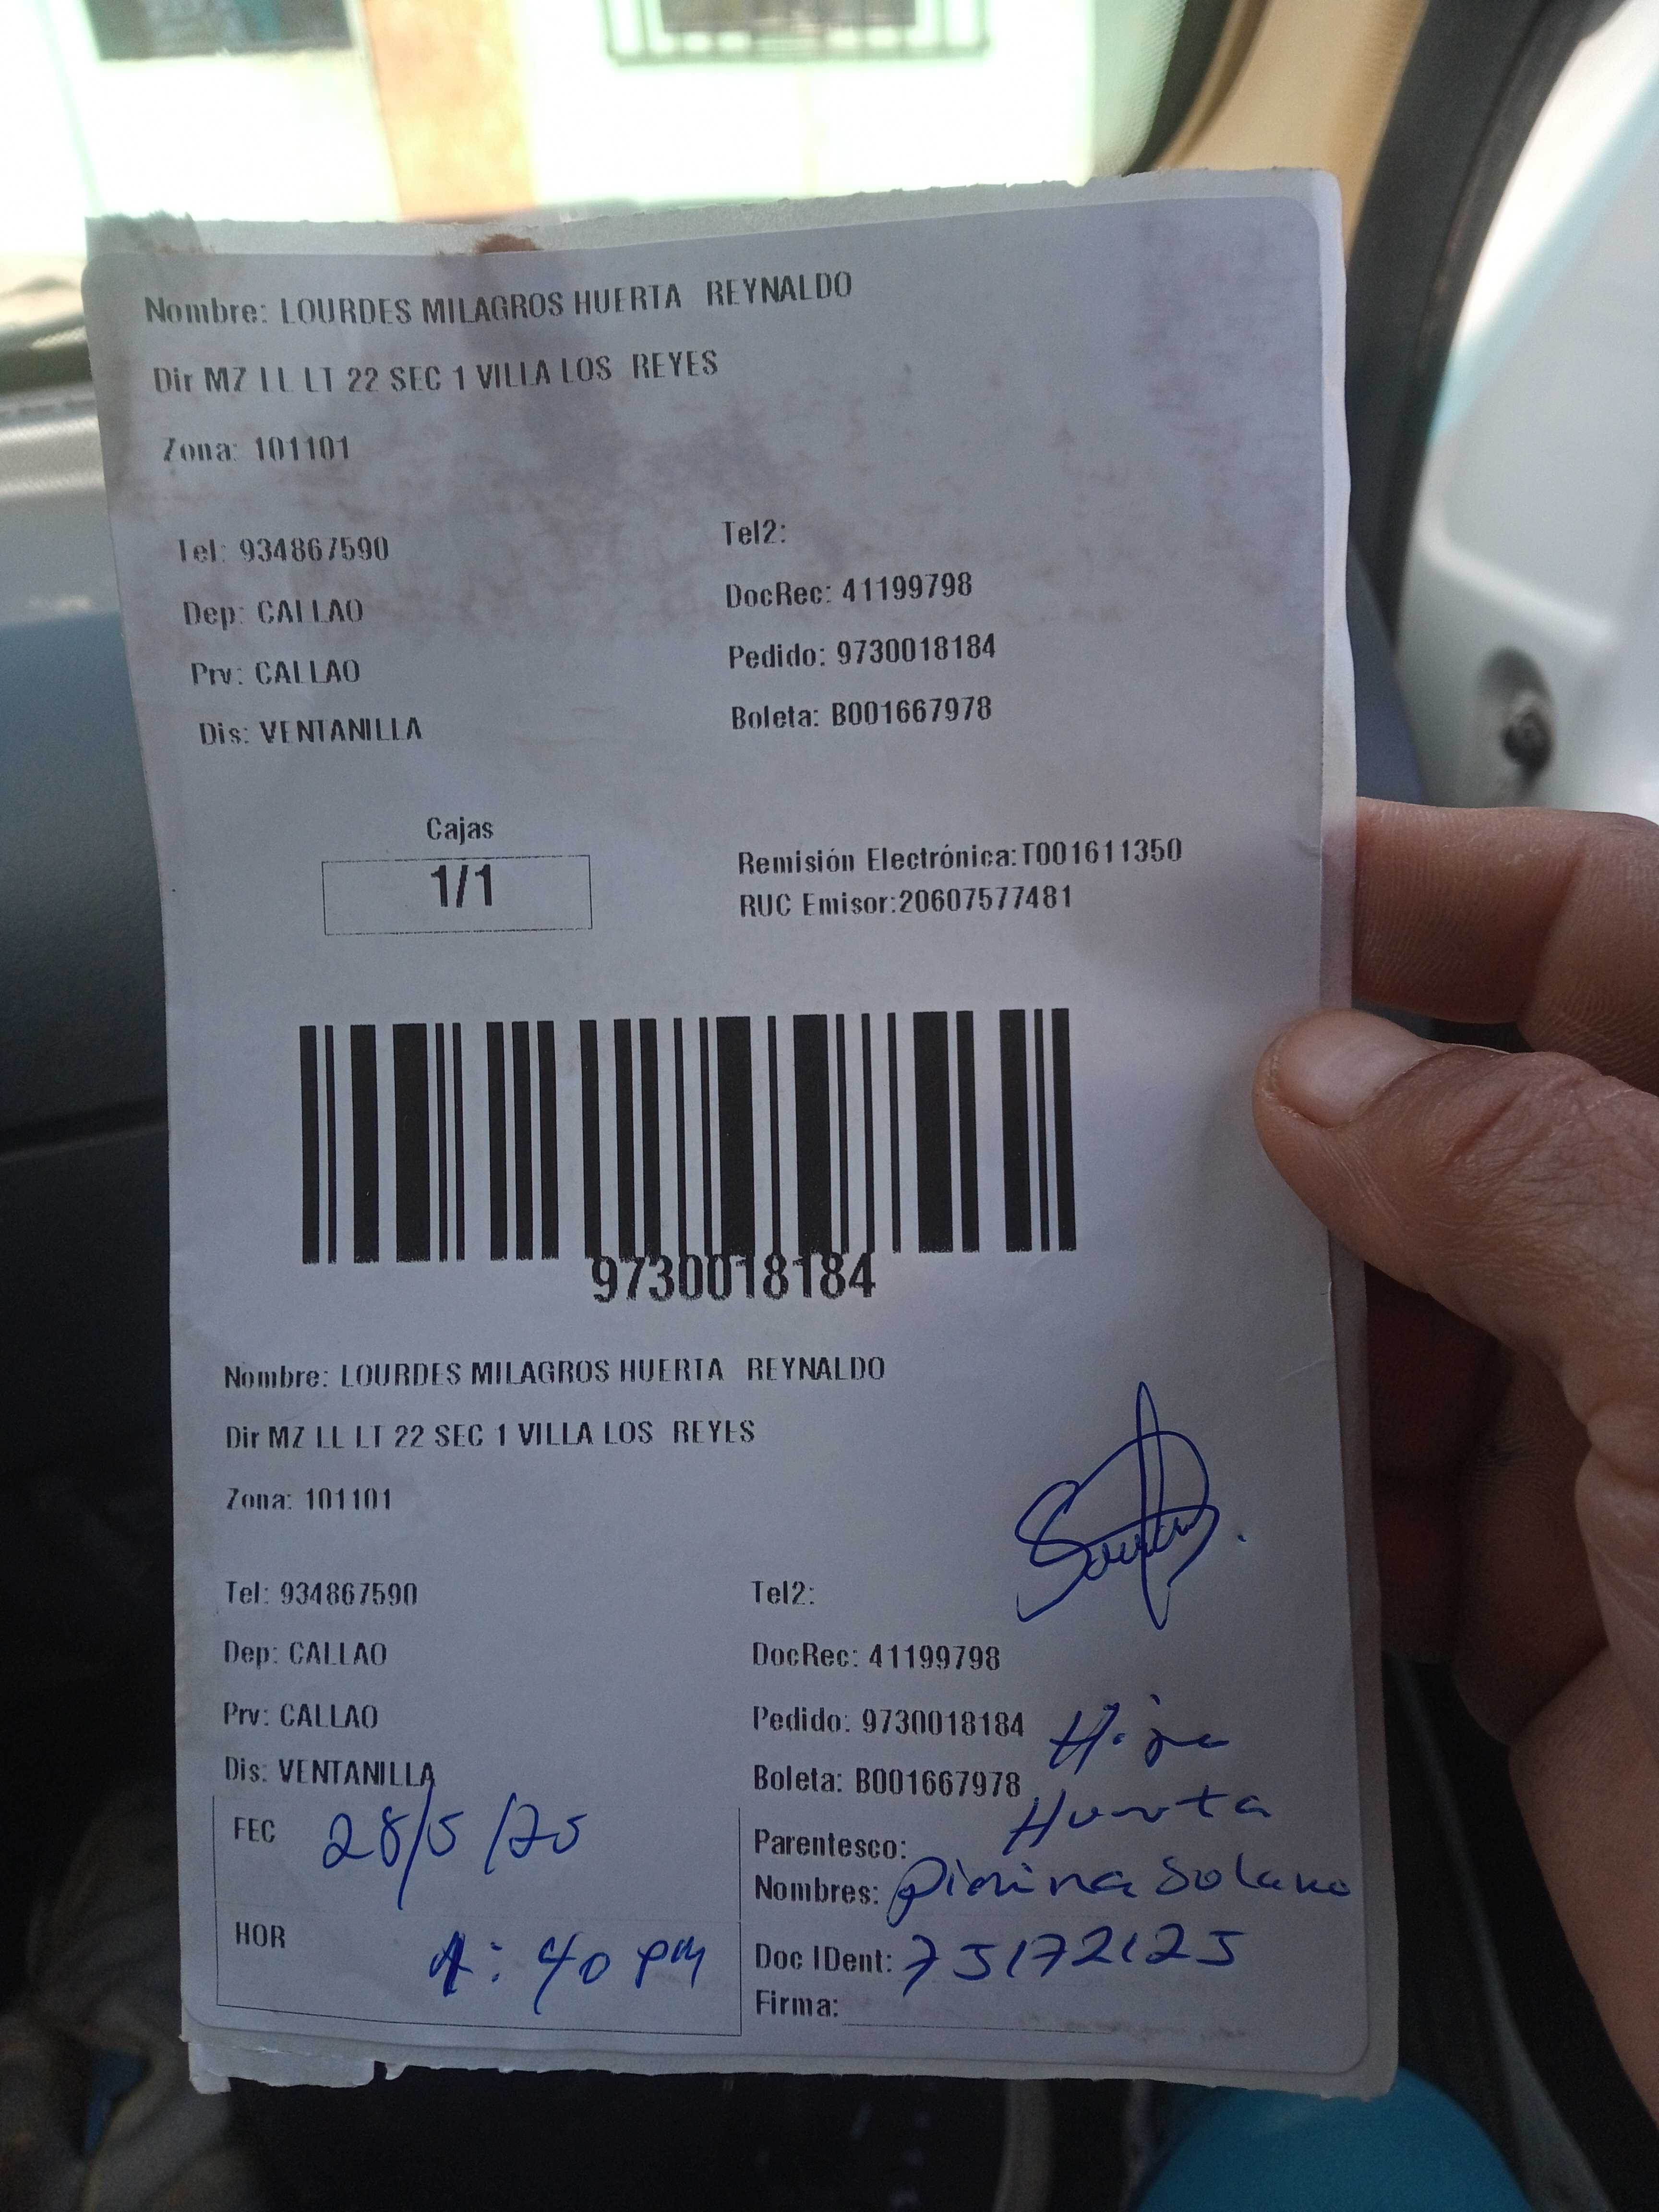 Nombre: LOURDES MILAGROS HUERTA REYNALDO
Dir MZ LL LT 22 SEC 1 VILLA LOS REYES
Zona: 101101
Tel: 934867590
Tel2:
Dep: CALLAO
DocRec: 41199798
Prv: CALLAO
Pedido: 9730018184
Dis: VENTANILLA
Boleta: B001667978
Cajas
1/1
Remisión Electrónica:T001611350
RUC Emisor:20607577481
9730018184
Nombre: LOURDES MILAGROS HUERTA REYNALDO
Dir MZ LL LT 22 SEC 1 VILLA LOS REYES
Zona: 101101
Tel: 934867590
Tel2:
Dep: CALLAO
DocRec: 41199798
Prv: CALLAO
Pedido: 9730018184
Hija
Dis: VENTANILLA
Boleta: B001667978
Huerta
FEC 28/5/25
Parentesco:
Nombres: Solano
HOR :40 PM
Doc IDent: 75172125
Firma: